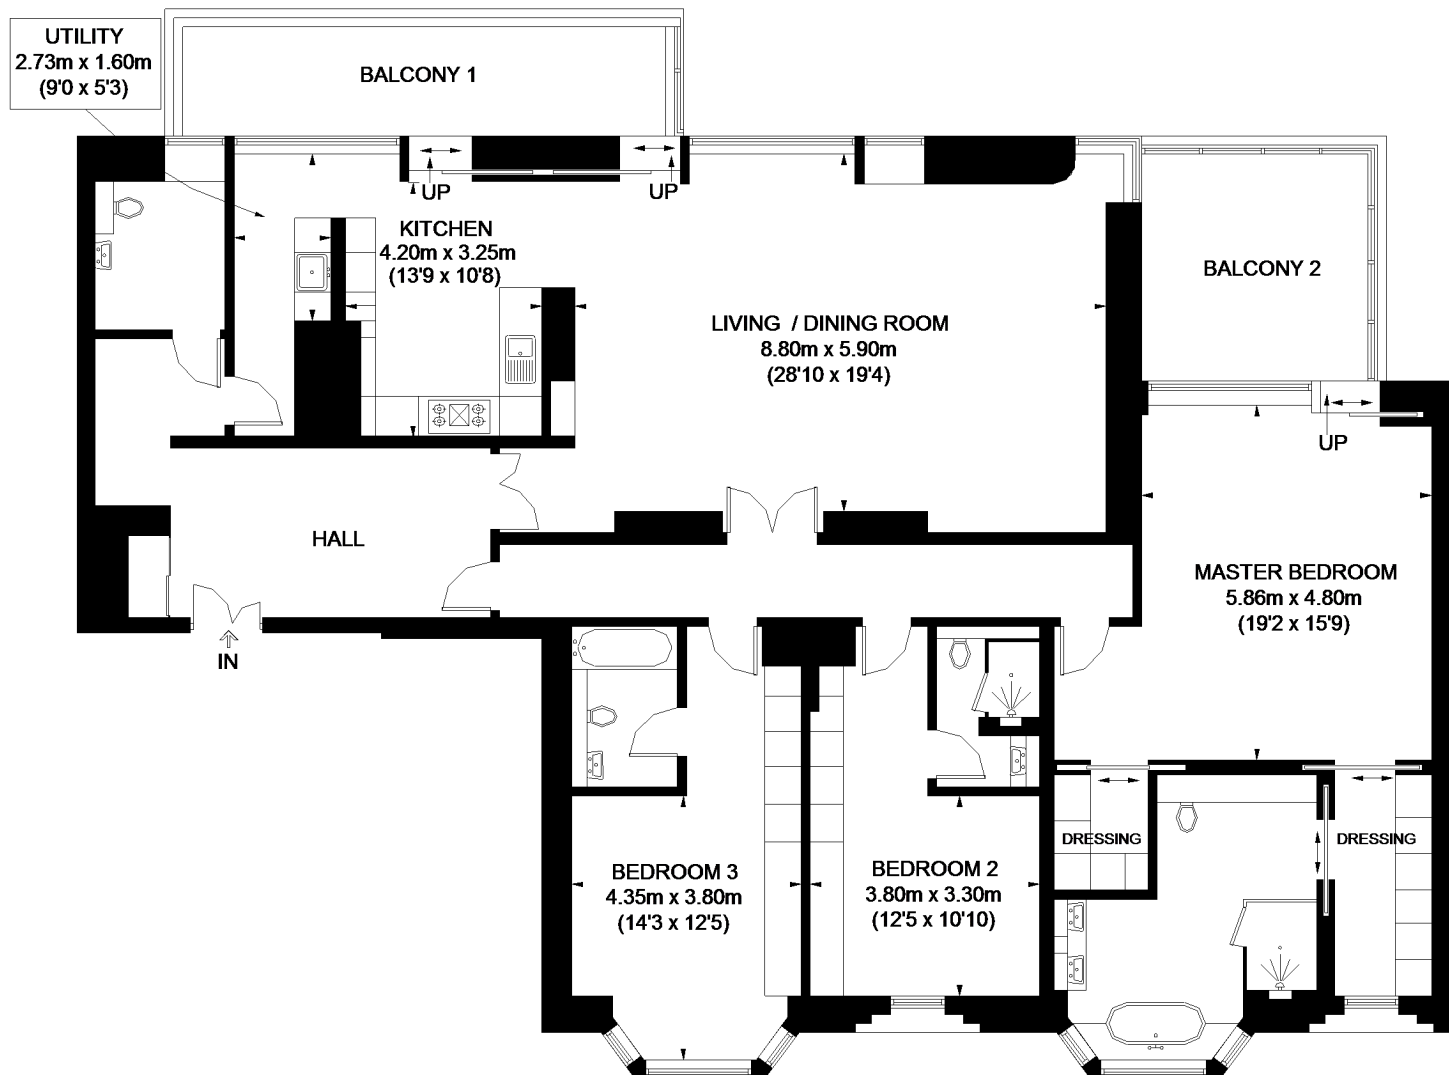 UTILITY
2.73m x 1.60m
(9'0 x 5'3)
BALCONY 1
UP
UP
KITCHEN
4.20m x 3.25m
(13'9 x 10'8)
BALCONY 2
LIVING / DINING ROOM
8.80m x 5.90m
(28'10 x 19'4)
UP
HALL
MASTER BEDROOM
5.86m x 4.80m
(19'2 x 15'9)
IN
DRESSING
DRESSING
BEDROOM 3
4.35m x 3.80m
(14'3 x 12'5)
BEDROOM 2
3.80m x 3.30m
(12'5 x 10'10)